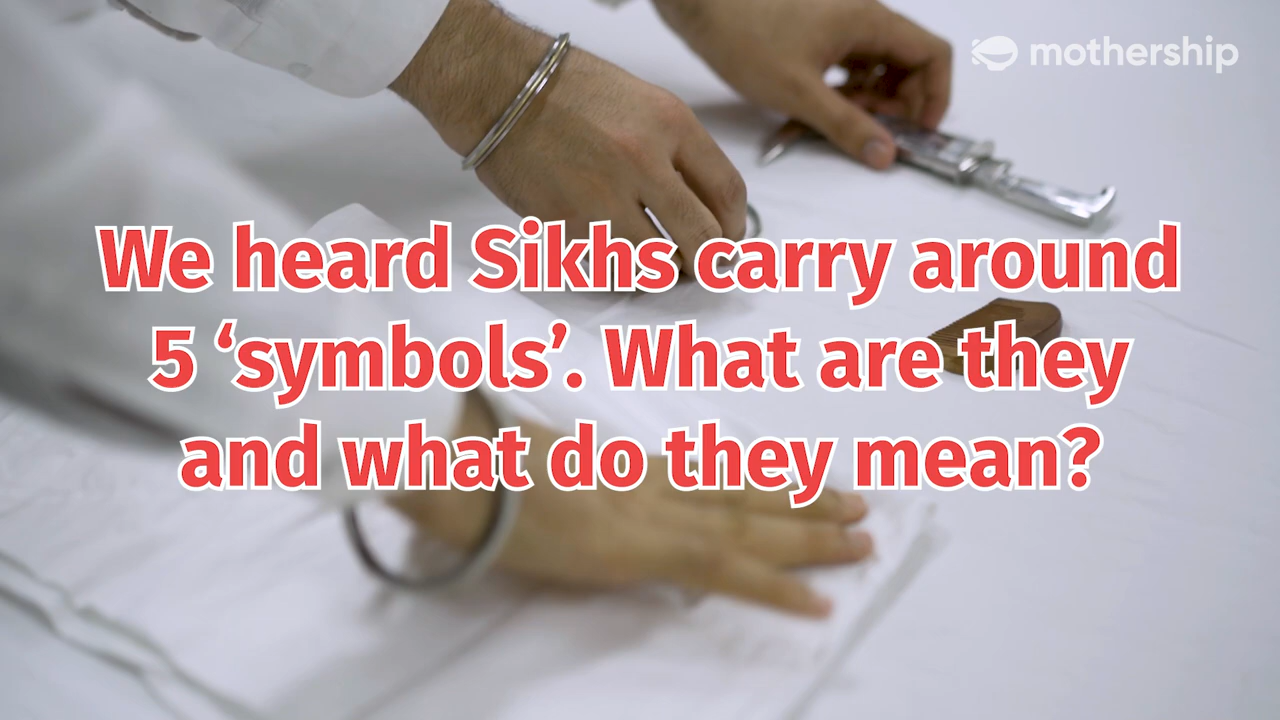 mothership
We heard Sikhs carry around
5 ‘symbols’. What are they
and what do they mean?